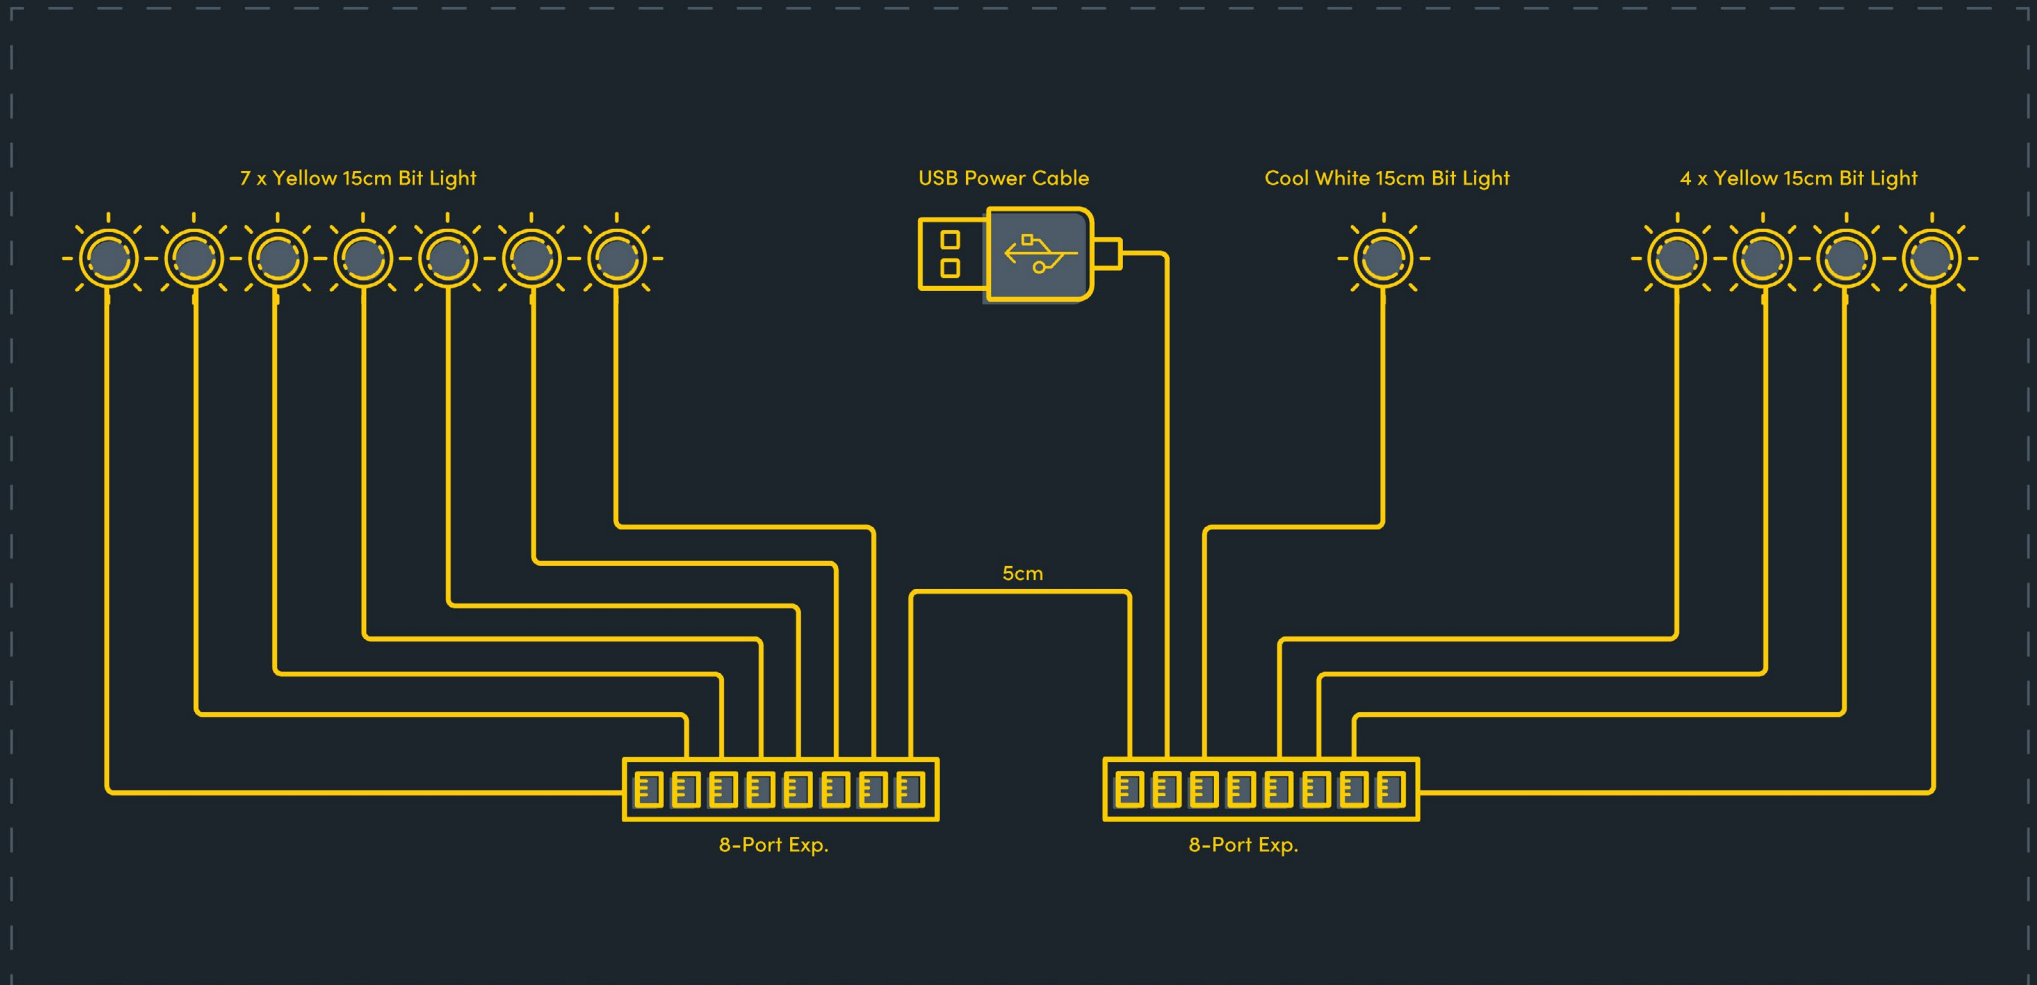 7 x Yellow 15cm Bit Light
USB Power Cable
Cool White 15cm Bit Light
4 x Yellow 15cm Bit Light
5cm
8-Port Exp.
8-Port Exp.